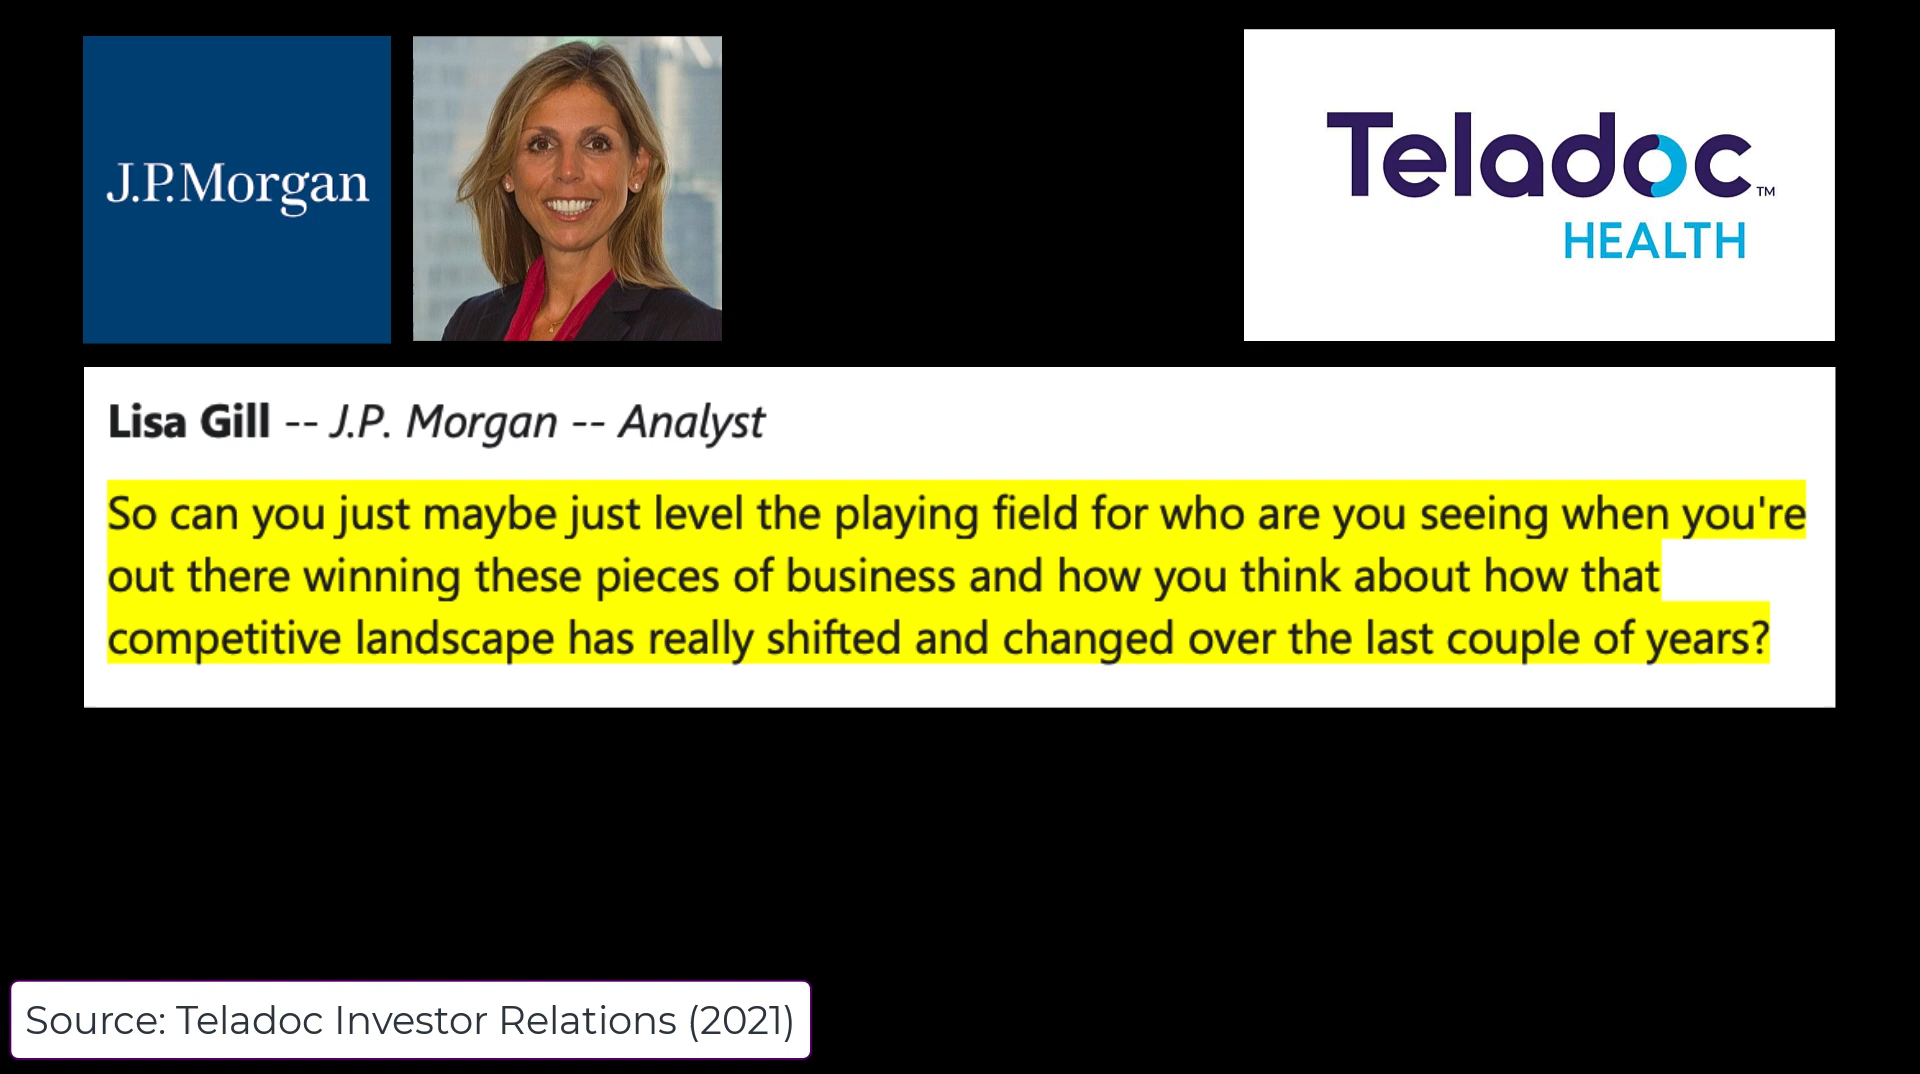 J.P.Morgan
Teladoc™
HEALTH
Lisa Gill -- J.P. Morgan -- Analyst
So can you just maybe just level the playing field for who are you seeing when you're
out there winning these pieces of business and how you think about how that
competitive landscape has really shifted and changed over the last couple of years?
Source: Teladoc Investor Relations (2021)